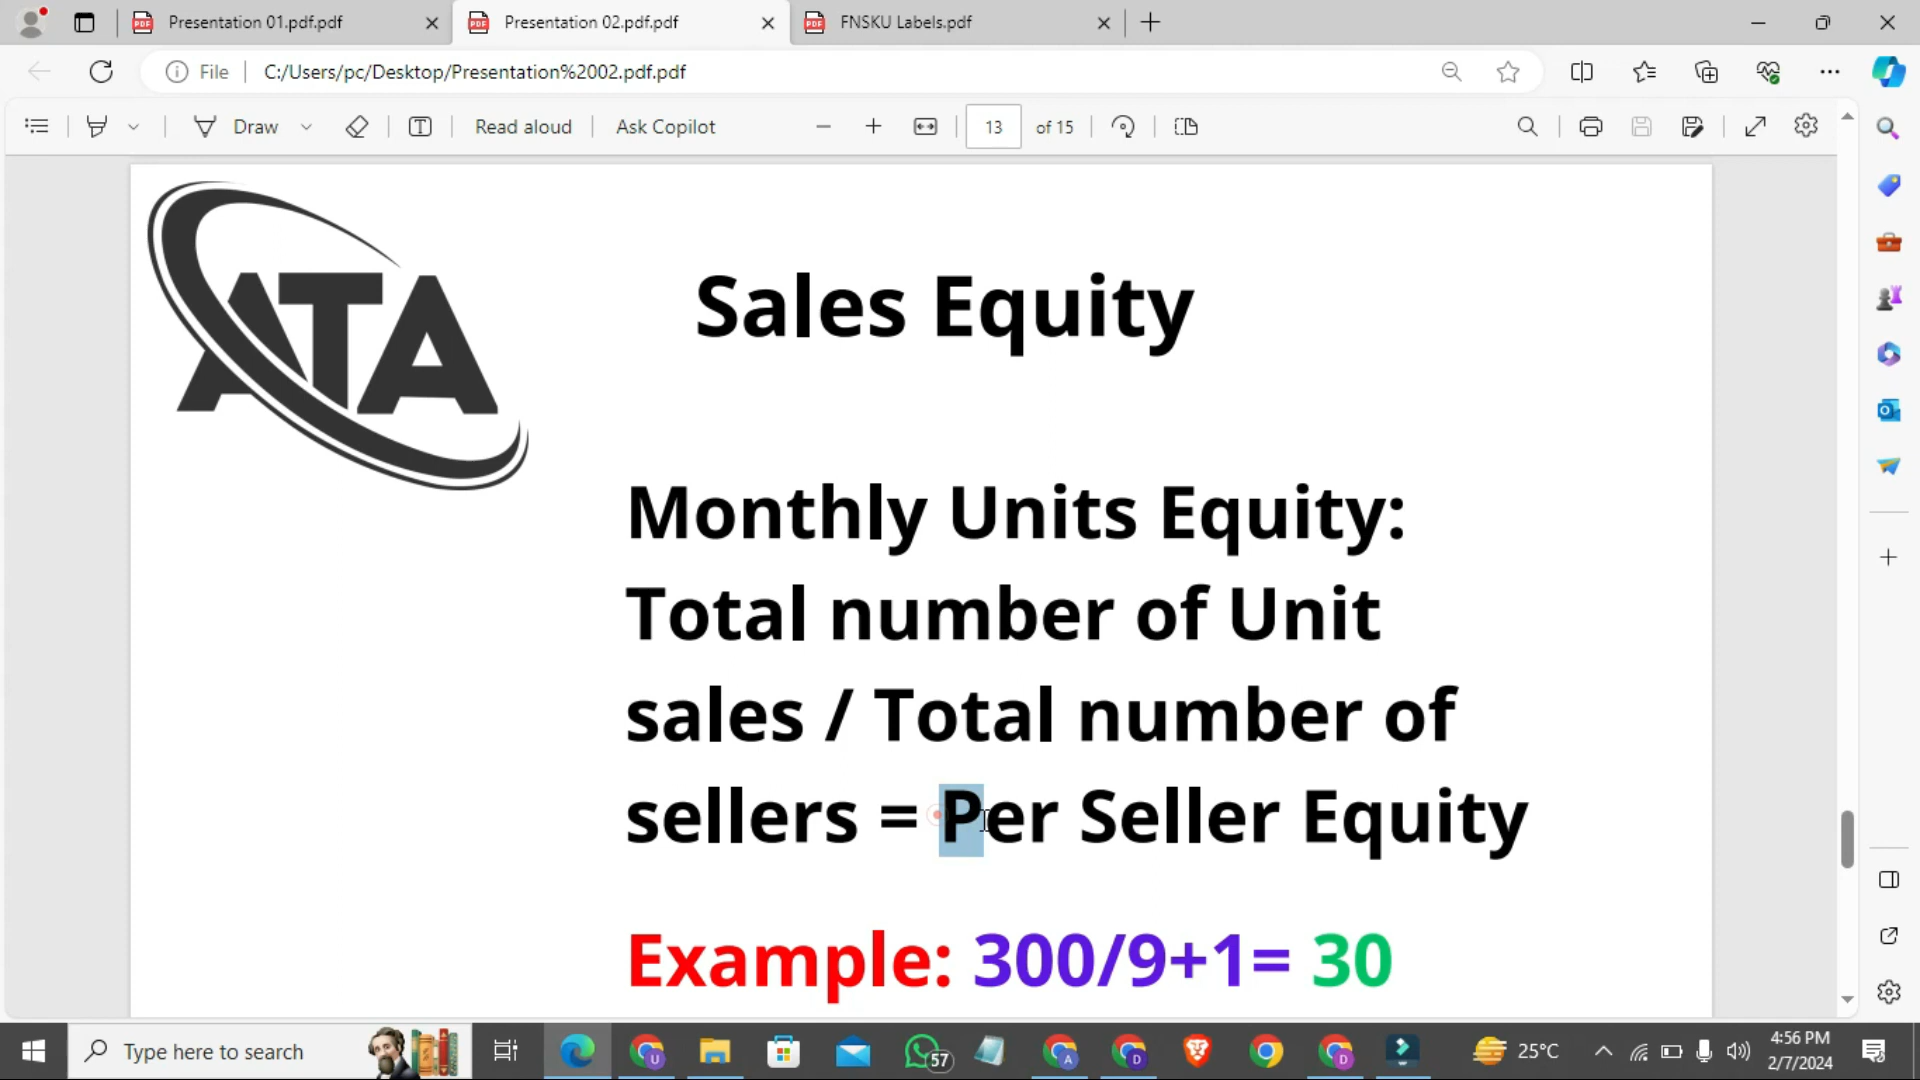 Presentation 01.pdf.pdf
Presentation 02.pdf.pdf
FNSKU Labels.pdf
File
C:/Users/pc/Desktop/Presentation%2002.pdf.pdf
Draw
Read aloud
Ask Copilot
13
of 15
ATA
Sales Equity
Monthly Units Equity:
Total number of Unit
sales / Total number of
sellers = Per Seller Equity
Example: 300/9+1= 30
Type here to search
57
25°C
4:56 PM
2/7/2024